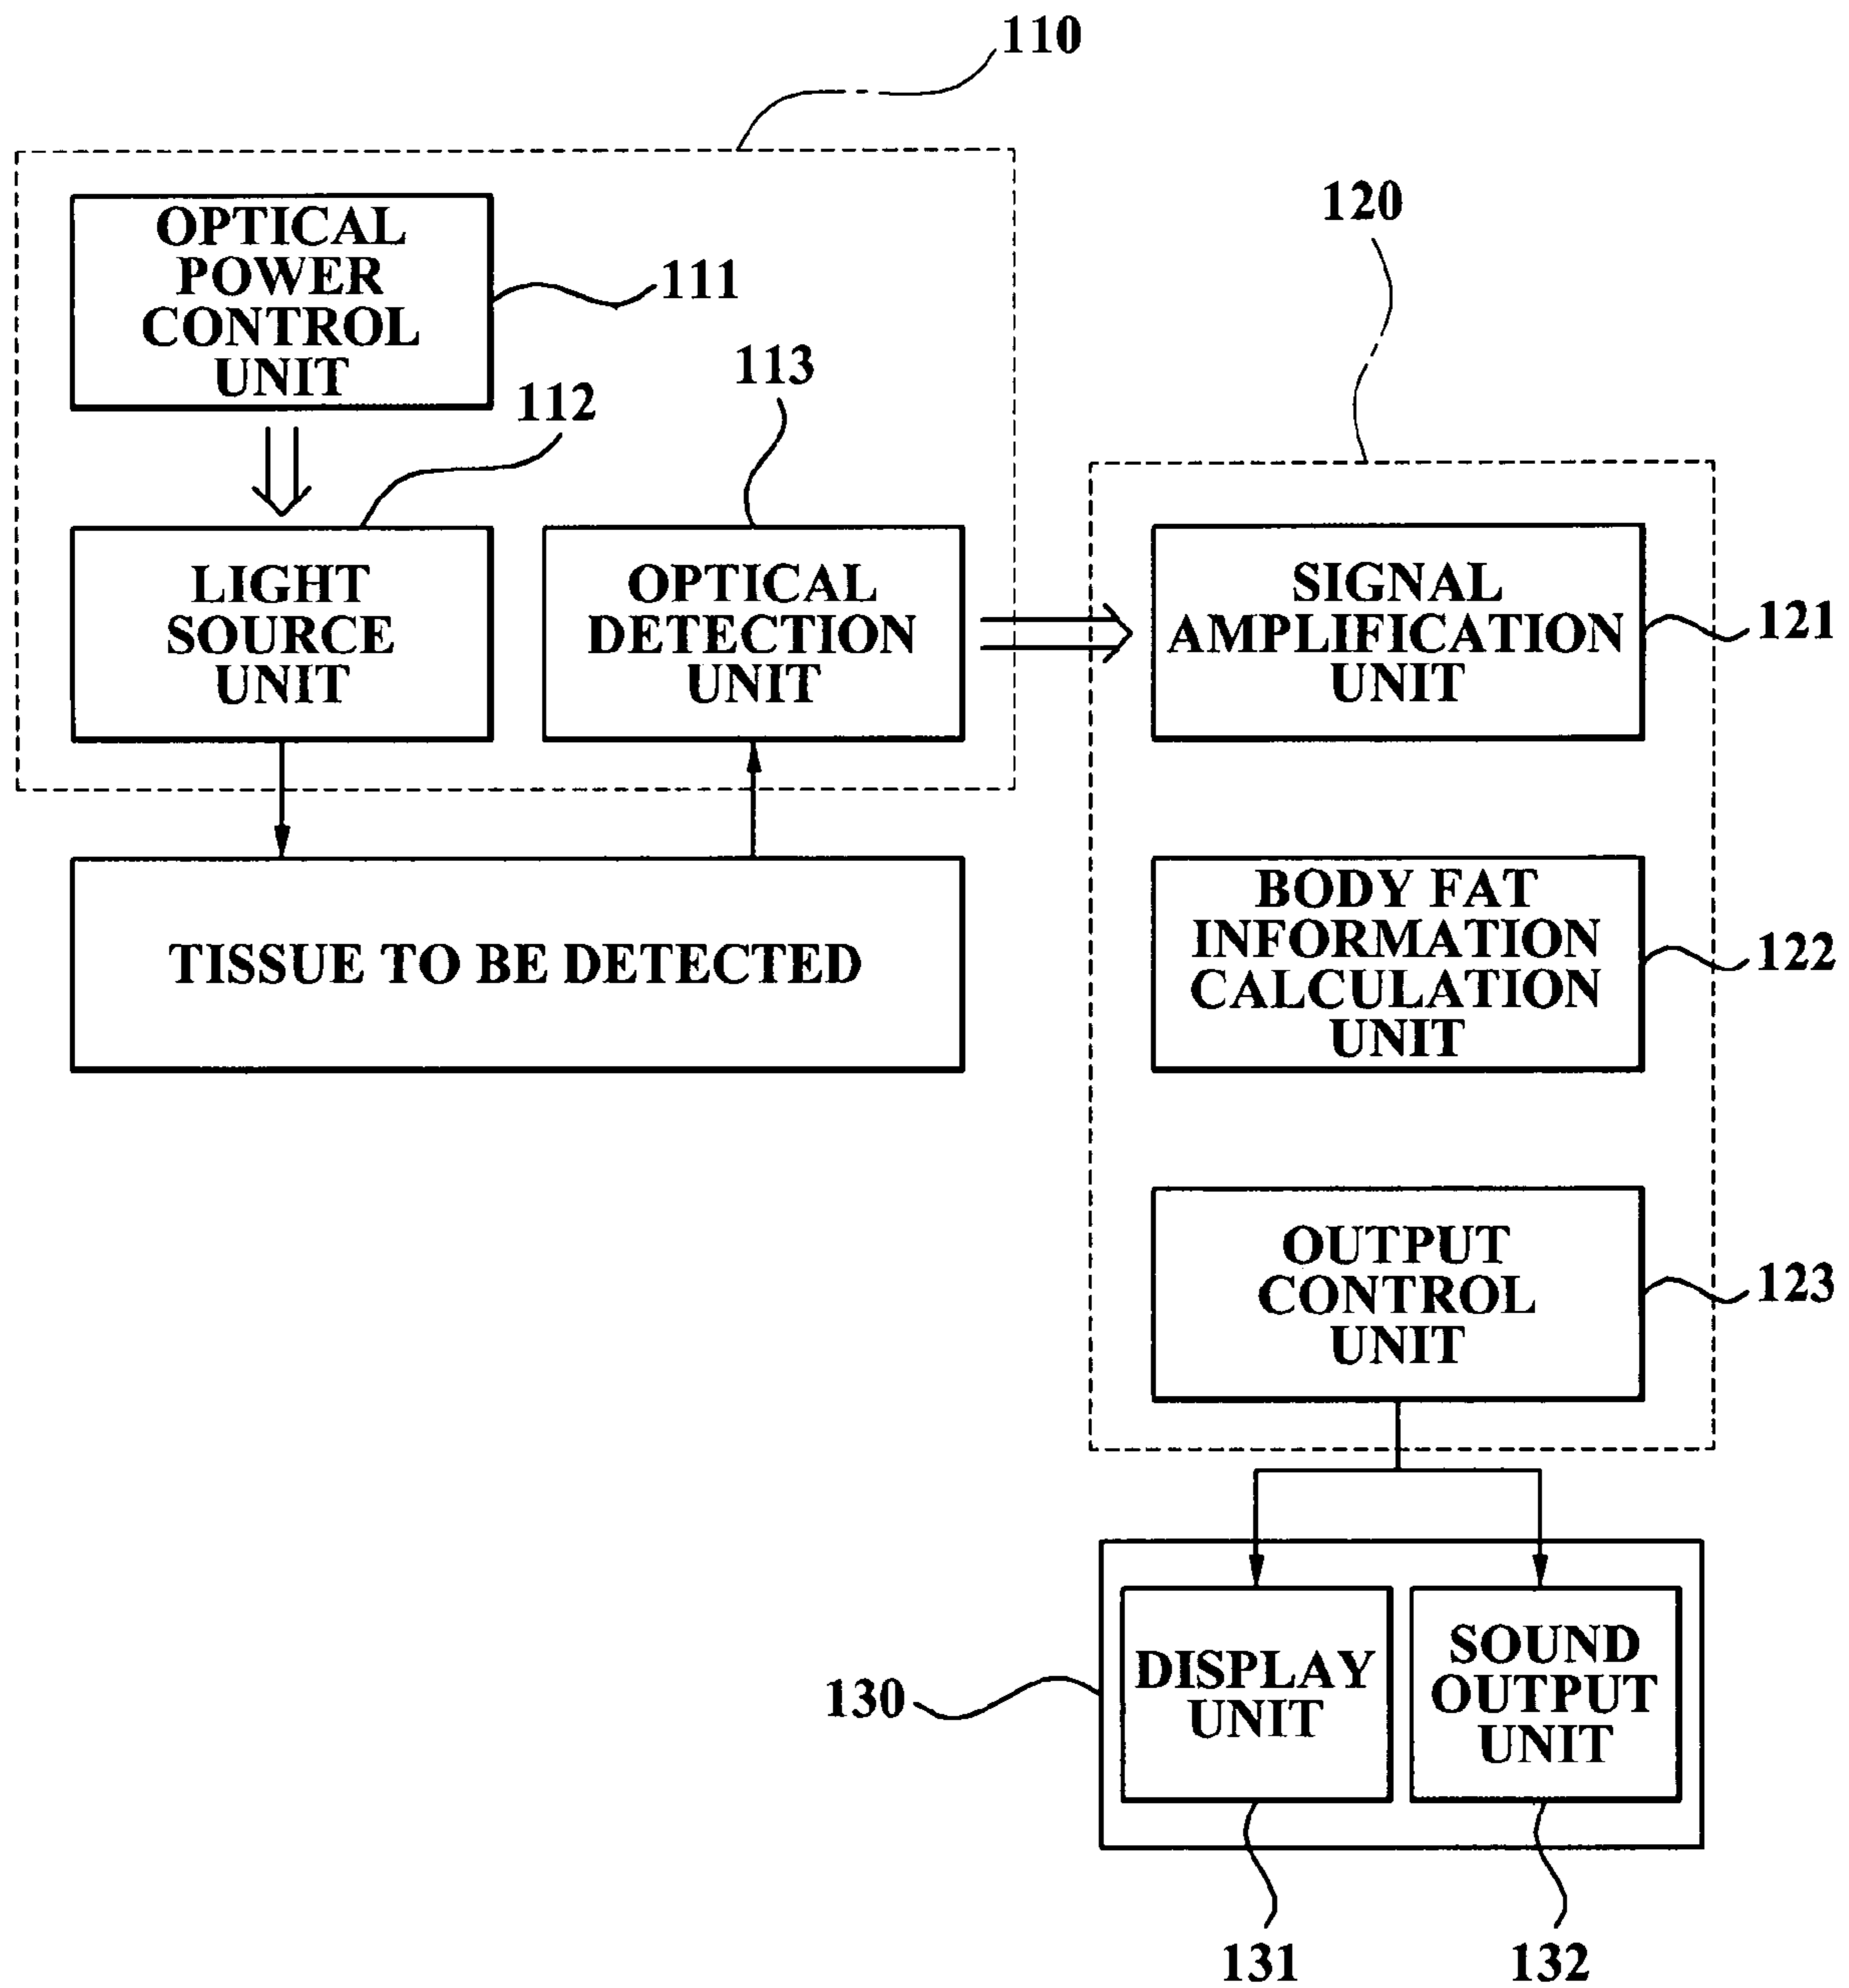 110
OPTICAL
POWER
CONTROL
UNIT
111
112
113
120
LIGHT
SOURCE
UNIT
OPTICAL
DETECTION
UNIT
SIGNAL
AMPLIFICATION
UNIT
121
TISSUE TO BE DETECTED
BODY FAT
INFORMATION
CALCULATION
UNIT
122
OUTPUT
CONTROL
UNIT
123
130
DISPLAY
UNIT
SOUND
OUTPUT
UNIT
131
132